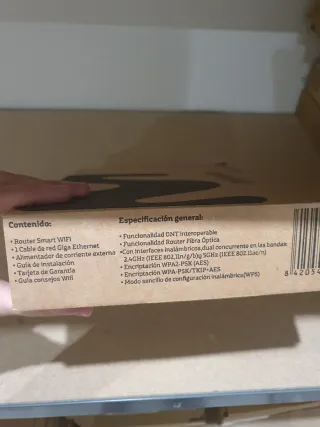 Contenido:
• Router Smart WIFI
• 1 Cable de red Giga Ethernet
• Alimentador de corriente externa
• Guía de instalación
• Tarjeta de Garantía
• Guía consejos Wifi
Especificación general:
• Funcionalidad ONT interoperable
• Funcionalidad Router Fibra Óptica
•Con interfaces inalámbricos,dual concurrente en las bandas
2.4GHz (IEEE 802.11n/g/b)y 5GHz (IEEE 802.11ac/n)
• Encriptación WPA2-PSK (AES)
• Encriptación WPA-PSK/TKIP+AES
• Modo sencillo de configuración inalámbrica(WPS)
8 42054